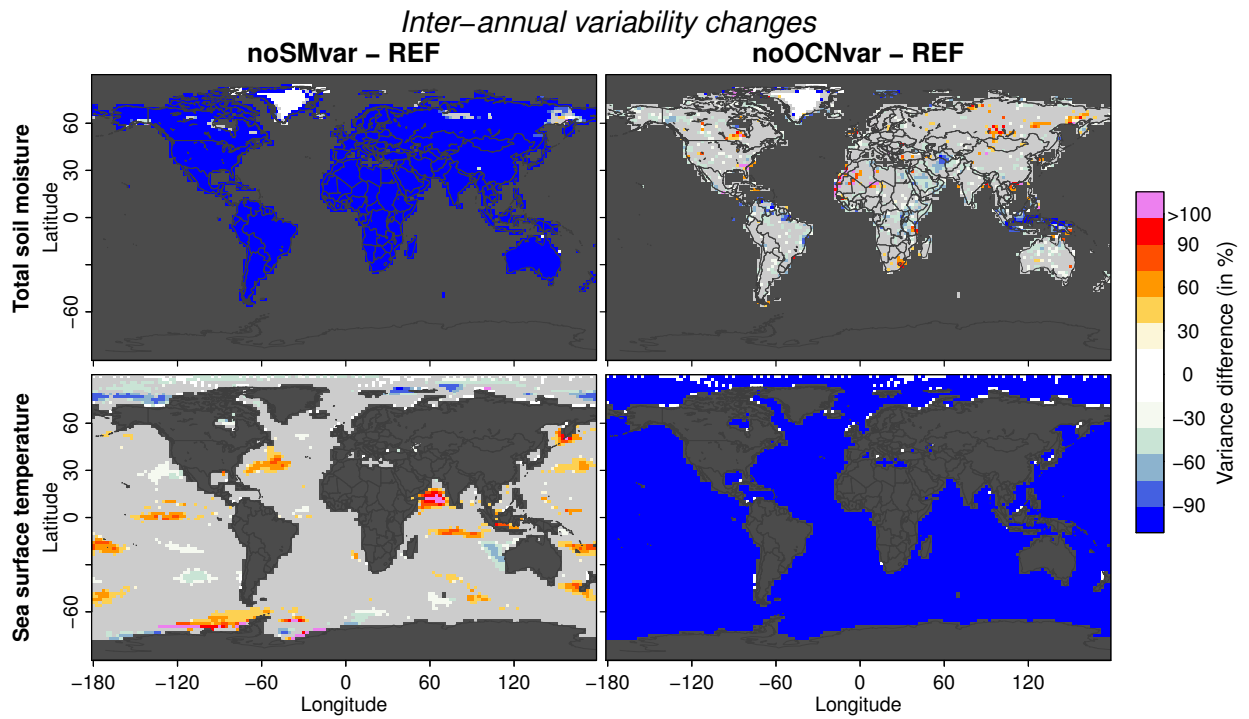 Inter−annual variability changes
noSMvar − REF
noOCNvar − REF
Total soil moisture
Latitude
60
30
0
−60
Sea surface temperature
Latitude
60
30
0
−60
−180
−120
−60
0
60
120
Longitude
−180
−120
−60
0
60
120
Longitude
>100
90
60
30
0
−30
−60
−90
Variance difference (in %)